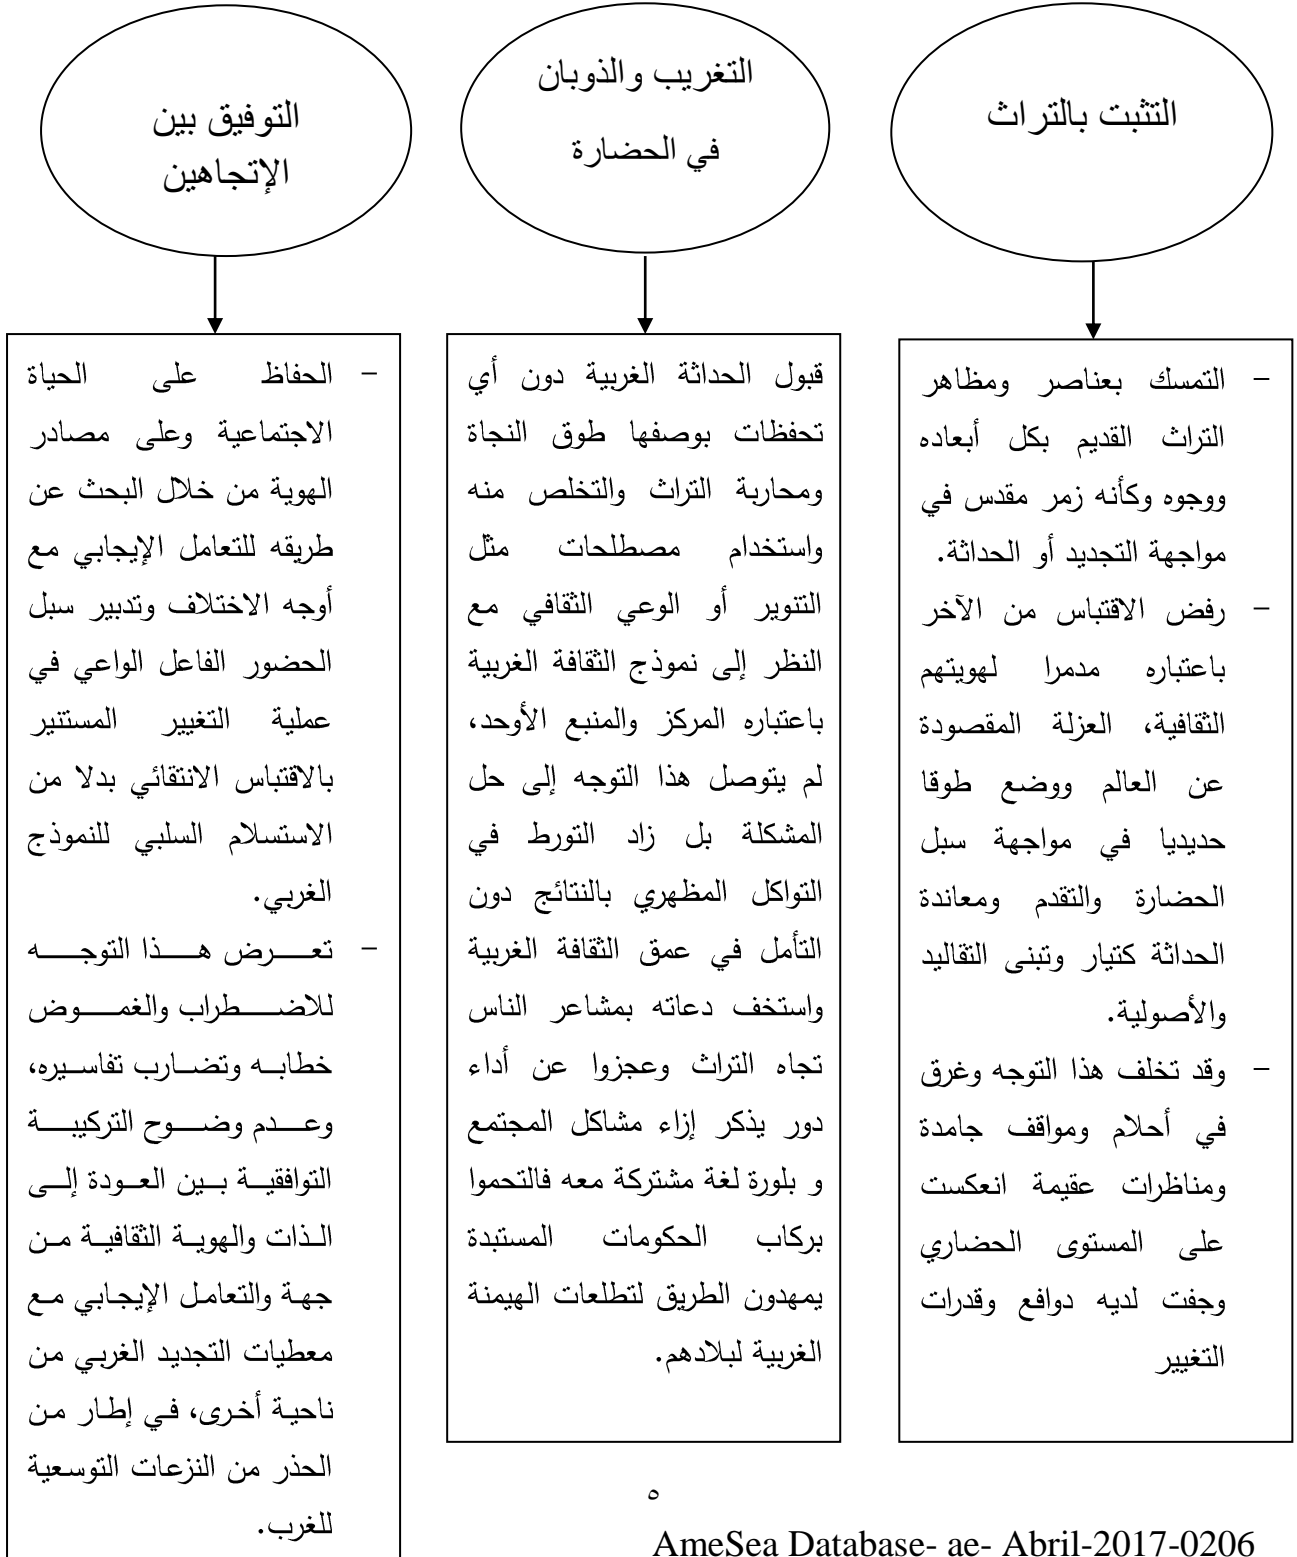 التثبت بالتراث
التغريب والذوبان
في الحضارة
التوفيق بين
الإتجاهين
- التمسك بعناصر ومظاهر
التراث القديم بكل أبعاده
ووجوه وكأنه زمر مقدس في
مواجهة التجديد أو الحداثة.
- رفض الاقتباس من الآخر
باعتباره مدمرا لهويتهم
الثقافية، العزلة المقصودة
عن العالم ووضع طوقا
حديديا في مواجهة سبل
الحضارة والتقدم ومعاندة
الحداثة كتيار وتبنى التقاليد
والأصولية.
- وقد تخلف هذا التوجه وغرق
في أحلام ومواقف جامدة
ومناظرات عقيمة انعكست
على المستوى الحضاري
وجفت لديه دوافع وقدرات
التغيير
قبول الحداثة الغربية دون أي
تحفظات بوصفها طوق النجاة
ومحاربة التراث والتخلص منه
واستخدام مصطلحات مثل
التنوير أو الوعي الثقافي مع
النظر إلى نموذج الثقافة الغربية
باعتباره المركز والمنبع الأوحد،
لم يتوصل هذا التوجه إلى حل
المشكلة بل زاد التورط في
التواكل المظهري بالنتائج دون
التأمل في عمق الثقافة الغربية
واستخف دعاته بمشاعر الناس
تجاه التراث وعجزوا عن أداء
دور يذكر إزاء مشاكل المجتمع
و بلورة لغة مشتركة معه فالتحموا
بركاب الحكومات المستبدة
يمهدون الطريق لتطلعات الهيمنة
الغربية لبلادهم.
- الحفاظ على الحياة
الاجتماعية وعلى مصادر
الهوية من خلال البحث عن
طريقه للتعامل الإيجابي مع
أوجه الاختلاف وتدبير سبل
الحضور الفاعل الواعي في
عملية التغيير المستنير
بالاقتباس الانتقائي بدلا من
الاستسلام السلبي للنموذج
الغربي.
- تعرض هذا التوجه
للاضطراب والغموض
خطابه وتضارب تفاسيره،
وعدم وضوح التركيبة
التوافقية بين العودة إلى
الذات والهوية الثقافية من
جهة والتعامل الإيجابي مع
معطيات التجديد الغربي من
ناحية أخرى، في إطار من
الحذر من النزعات التوسعية
للغرب.
٥
AmeSea Database- ae- Abril-2017-0206